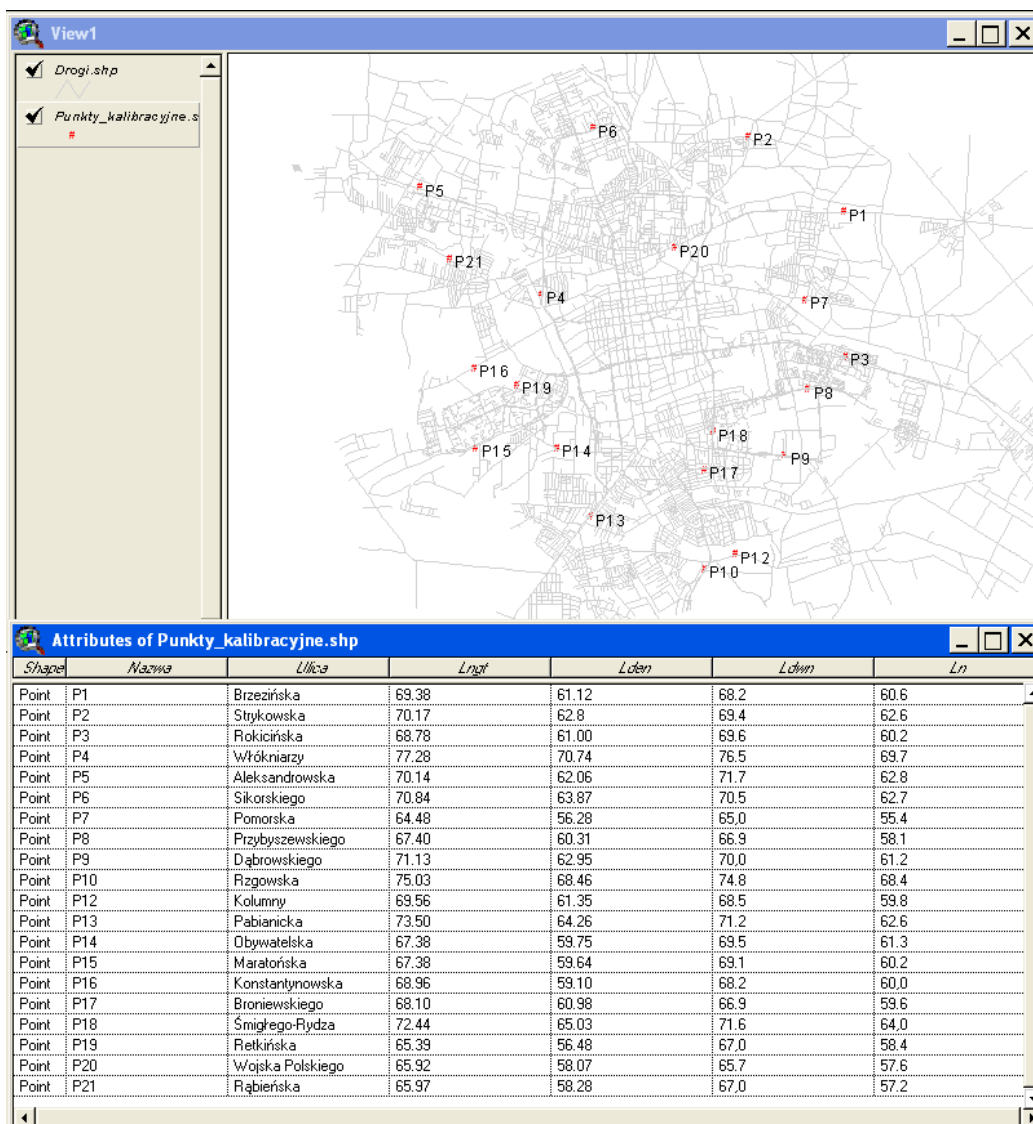 View1
Drogi.shp
Punkty_kalibracyjne.s
P6
P2
P5
P1
P20
P21
P4
P7
P3
P16
P19
P8
P18
P15
P14
P9
P17
P13
P12
P10
Attributes of Punkty_kalibracyjne.shp
Shape Nazwa Ulica Lngt Lden Ldwn Ln
Point P1 Brzezińska 69.38 61.12 68.2 60.6
Point P2 Strykowska 70.17 62.8 69.4 62.6
Point P3 Rokicińska 68.78 61.00 69.6 60.2
Point P4 Włókniarzy 77.28 70.74 76.5 69.7
Point P5 Aleksandrowska 70.14 62.06 71.7 62.8
Point P6 Sikorskiego 70.84 63.87 70.5 62.7
Point P7 Pomorska 64.48 56.28 65,0 55.4
Point P8 Przybyszewskiego 67.40 60.31 66.9 58.1
Point P9 Dąbrowskiego 71.13 62.95 70,0 61.2
Point P10 Rzgowska 75.03 68.46 74.8 68.4
Point P12 Kolumny 69.56 61.35 68.5 59.8
Point P13 Pabianicka 73.50 64.26 71.2 62.6
Point P14 Obywatelska 67.38 59.75 69.5 61.3
Point P15 Maratońska 67.38 59.64 69.1 60.2
Point P16 Konstantynowska 68.96 59.10 68.2 60,0
Point P17 Broniewskiego 68.10 60.98 66.9 59.6
Point P18 Śmigłego-Rydza 72.44 65.03 71.6 64,0
Point P19 Retkińska 65.39 56.48 67,0 58.4
Point P20 Wojska Polskiego 65.92 58.07 65.7 57.6
Point P21 Rąbieńska 65.97 58.28 67,0 57.2